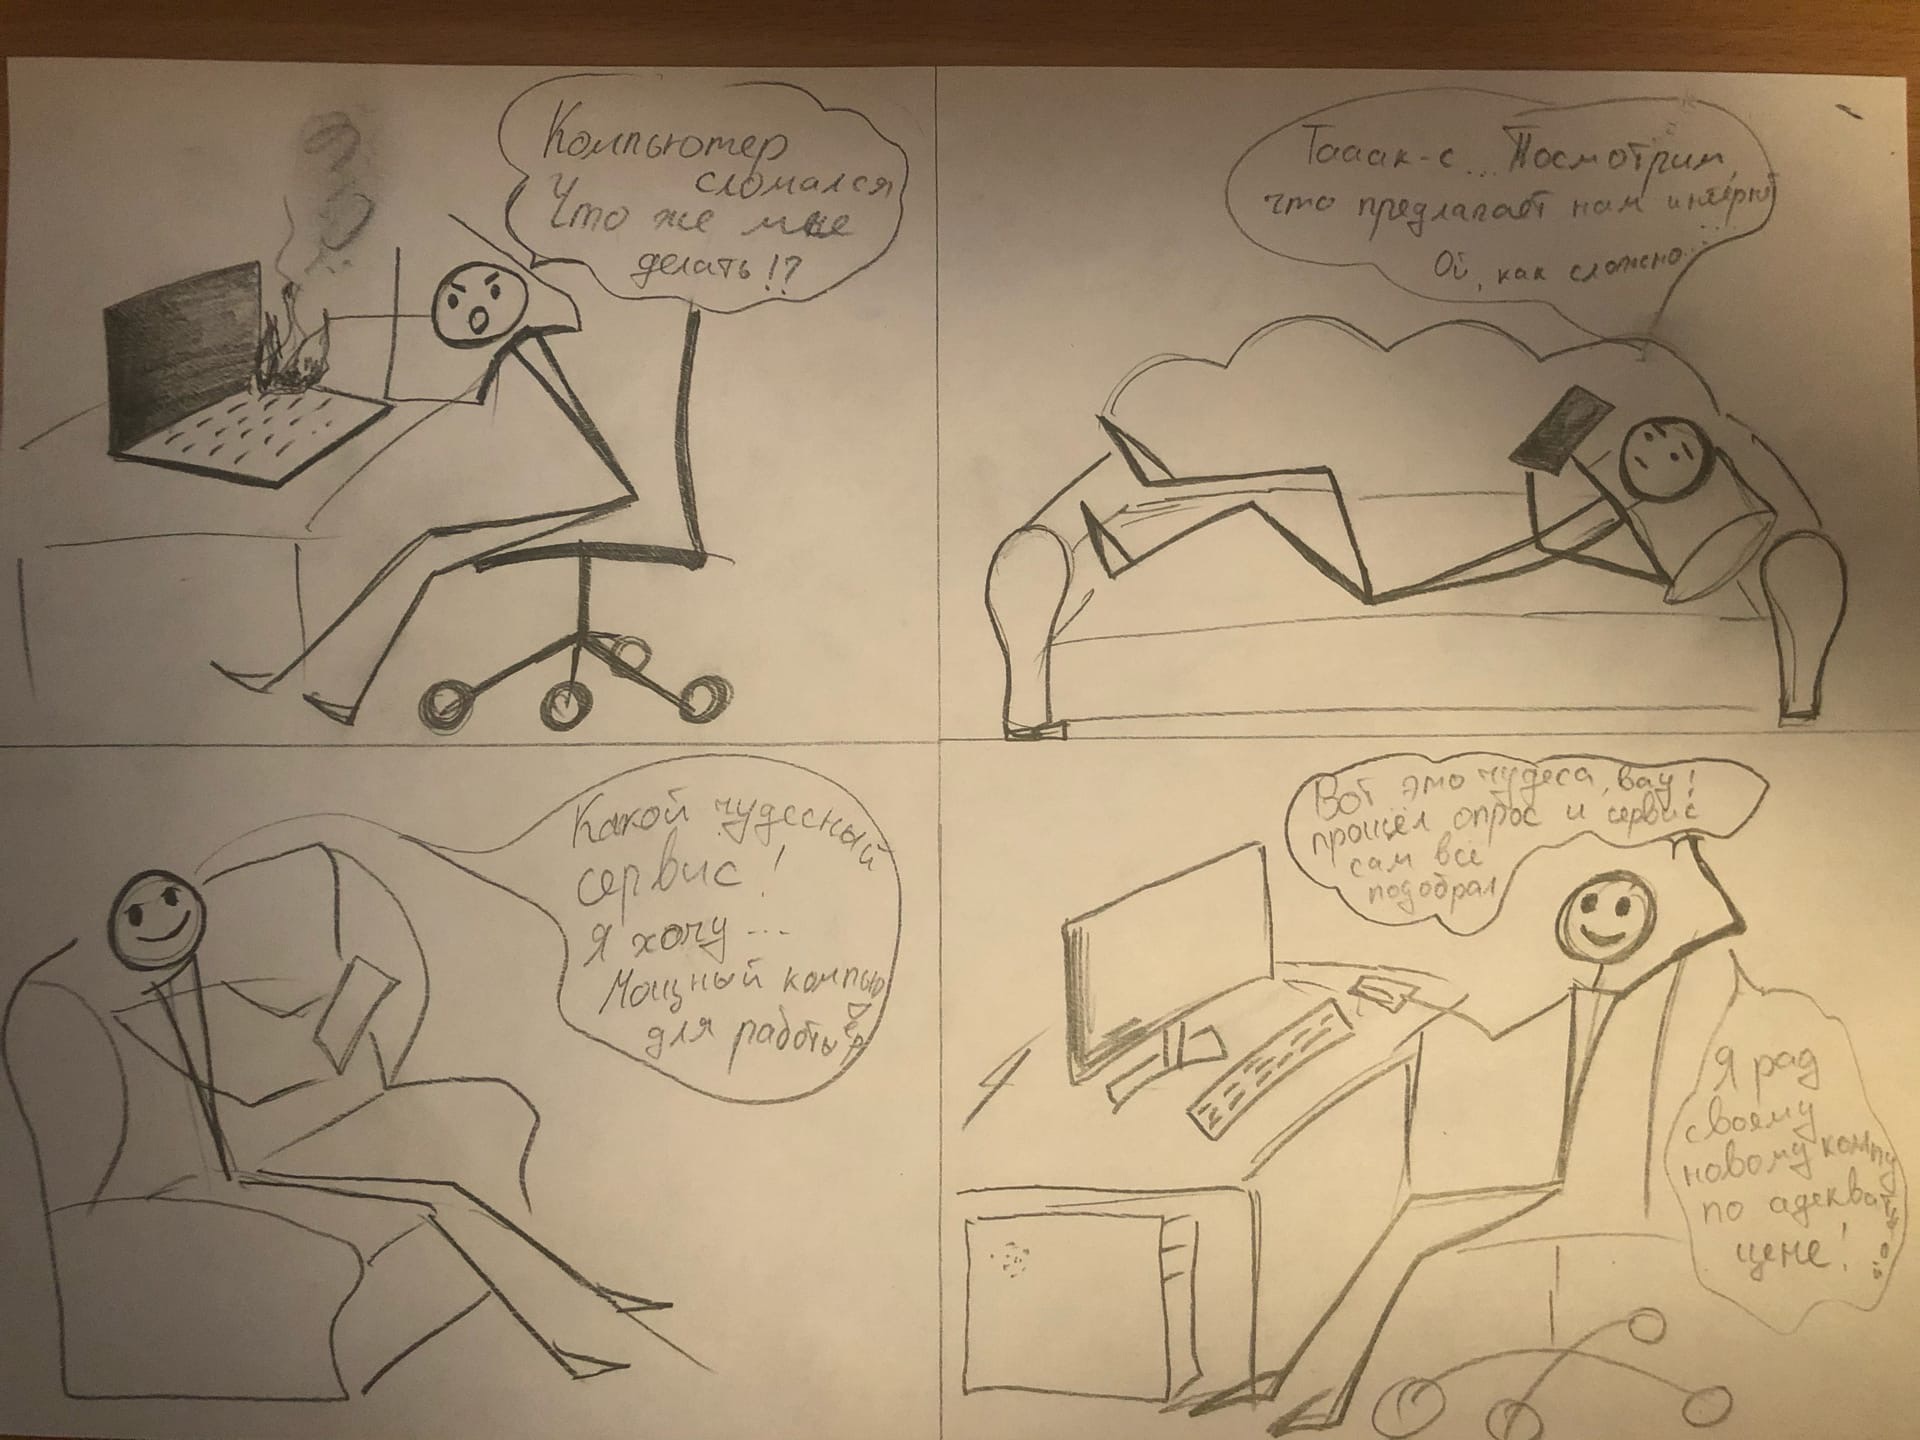 Компьютер
сломался
Что же мне
делать!?
Тааак-с... Посмотрим,
что предлагает нам интернет
Ой, как сложно...
Какой чудесный
сервис!
Я хочу...
Мощный компьютер
для работы
Вот это чудеса, вау!
прошёл опрос и сервис
сам всё
подобрал
Я рад
своему
новому компу
по адекватной
цене!